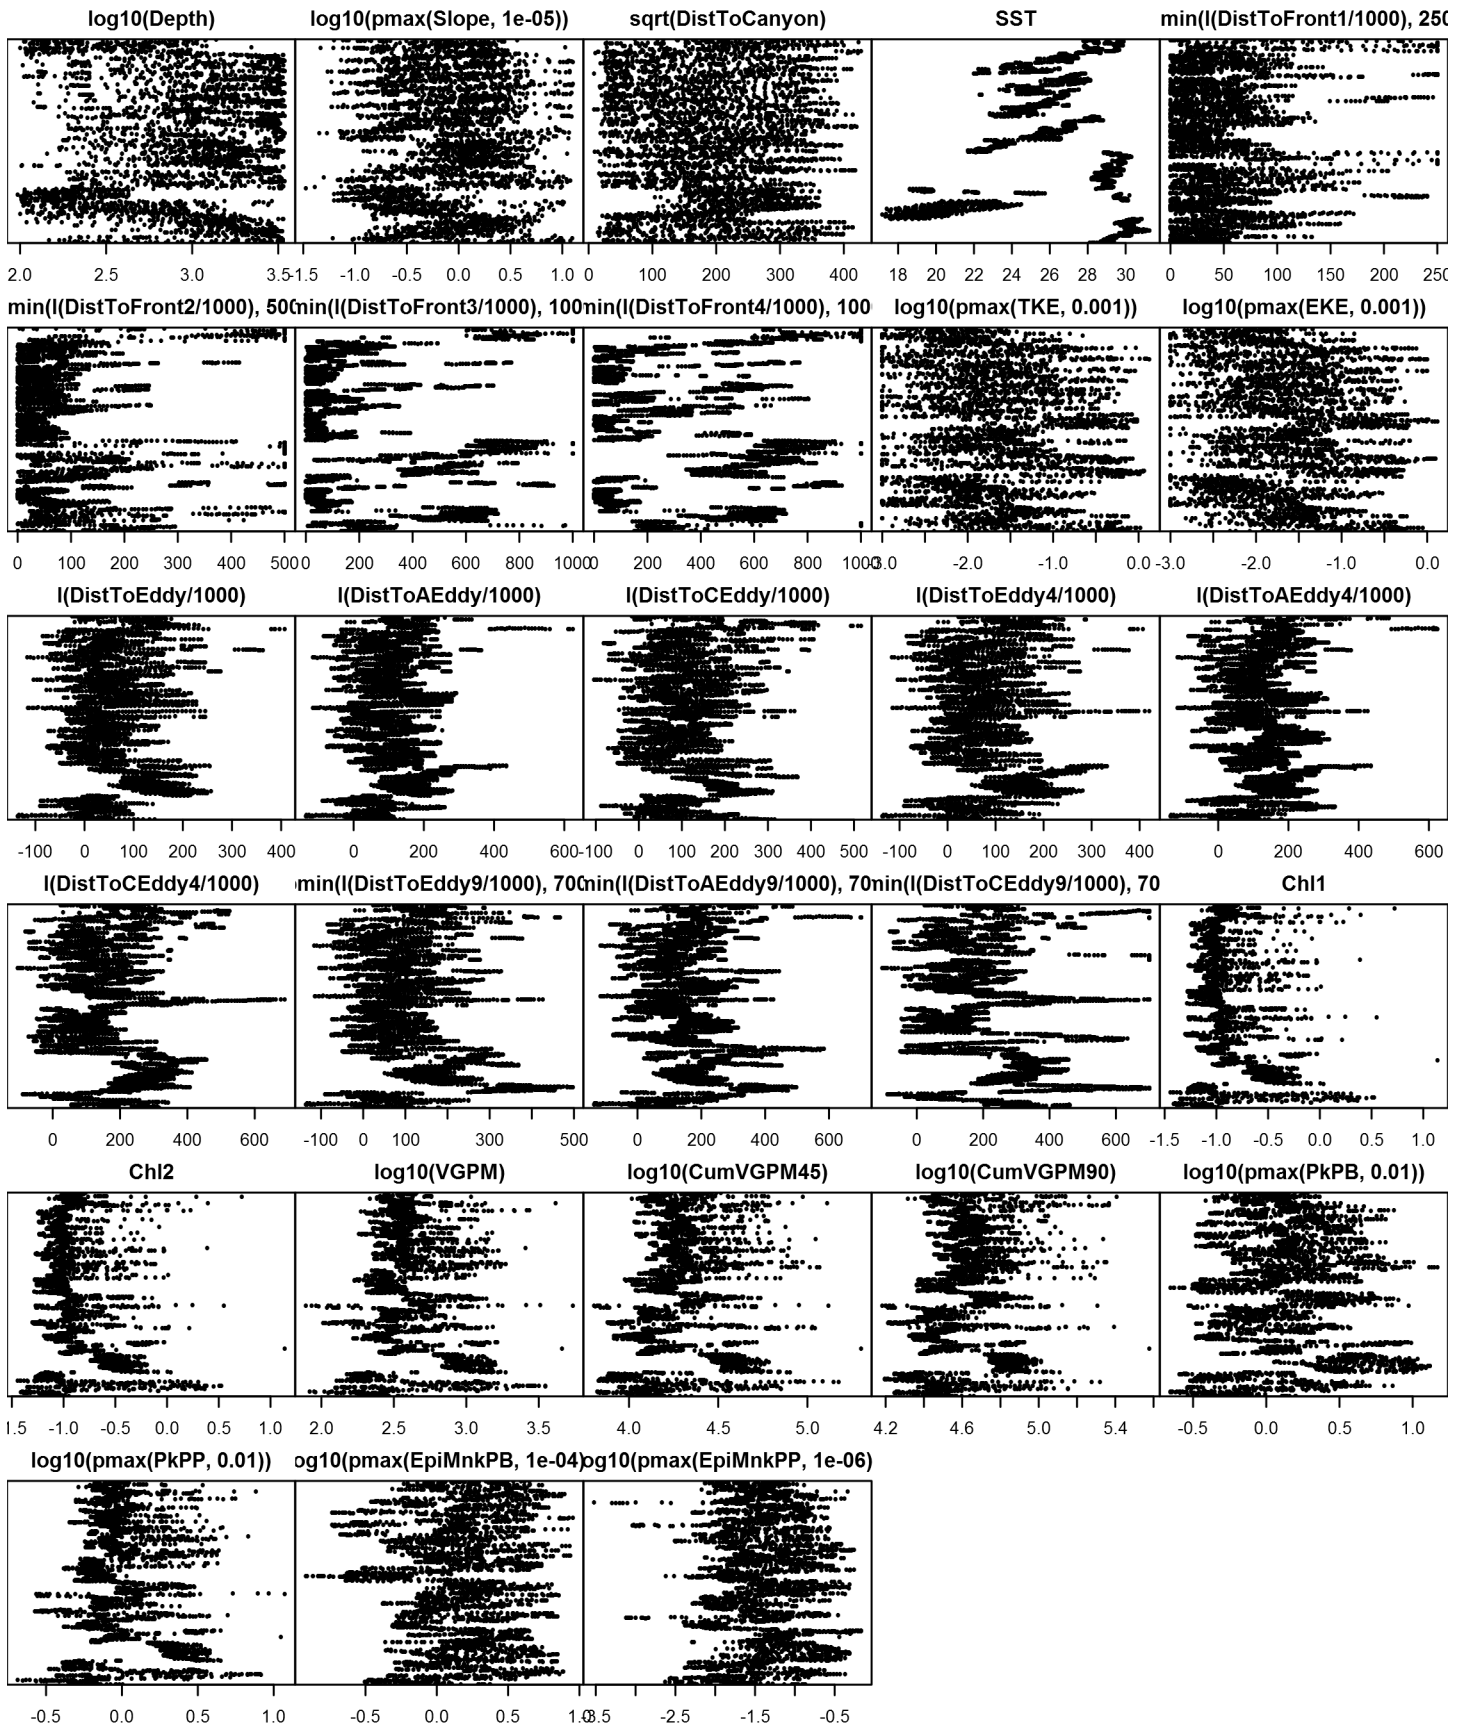 log10(Depth) log10(pmax(Slope, 1e-05)) sqrt(DistToCanyon) SST min(I(DistToFront1/1000), 250
2.0 2.5 3.0 3.5 -1.5 -1.0 -0.5 0.0 0.5 1.0 0 100 200 300 400 18 20 22 24 26 28 30 0 50 100 150 200 250
min(I(DistToFront2/1000), 500 min(I(DistToFront3/1000), 100 min(I(DistToFront4/1000), 100 log10(pmax(TKE, 0.001)) log10(pmax(EKE, 0.001))
0 100 200 300 400 500 0 200 400 600 800 1000 0 200 400 600 800 1000 -3.0 -2.0 -1.0 0.0 -3.0 -2.0 -1.0 0.0
I(DistToEddy/1000) I(DistToAEddy/1000) I(DistToCEddy/1000) I(DistToEddy4/1000) I(DistToAEddy4/1000)
-100 0 100 200 300 400 0 200 400 600 -100 0 100 200 300 400 500 -100 0 100 200 300 400 0 200 400 600
I(DistToCEddy4/1000) min(I(DistToEddy9/1000), 700 min(I(DistToAEddy9/1000), 70 min(I(DistToCEddy9/1000), 70 Chl1
0 200 400 600 -100 0 100 300 500 0 200 400 600 0 200 400 600 -1.5 -1.0 -0.5 0.0 0.5 1.0
Chl2 log10(VGPM) log10(CumVGPM45) log10(CumVGPM90) log10(pmax(PkPB, 0.01))
1.5 -1.0 -0.5 0.0 0.5 1.0 2.0 2.5 3.0 3.5 4.0 4.5 5.0 4.2 4.6 5.0 5.4 -0.5 0.0 0.5 1.0
log10(pmax(PkPP, 0.01)) og10(pmax(EpiMnkPB, 1e-04) og10(pmax(EpiMnkPP, 1e-06)
-0.5 0.0 0.5 1.0 -0.5 0.0 0.5 1.0 -3.5 -2.5 -1.5 -0.5